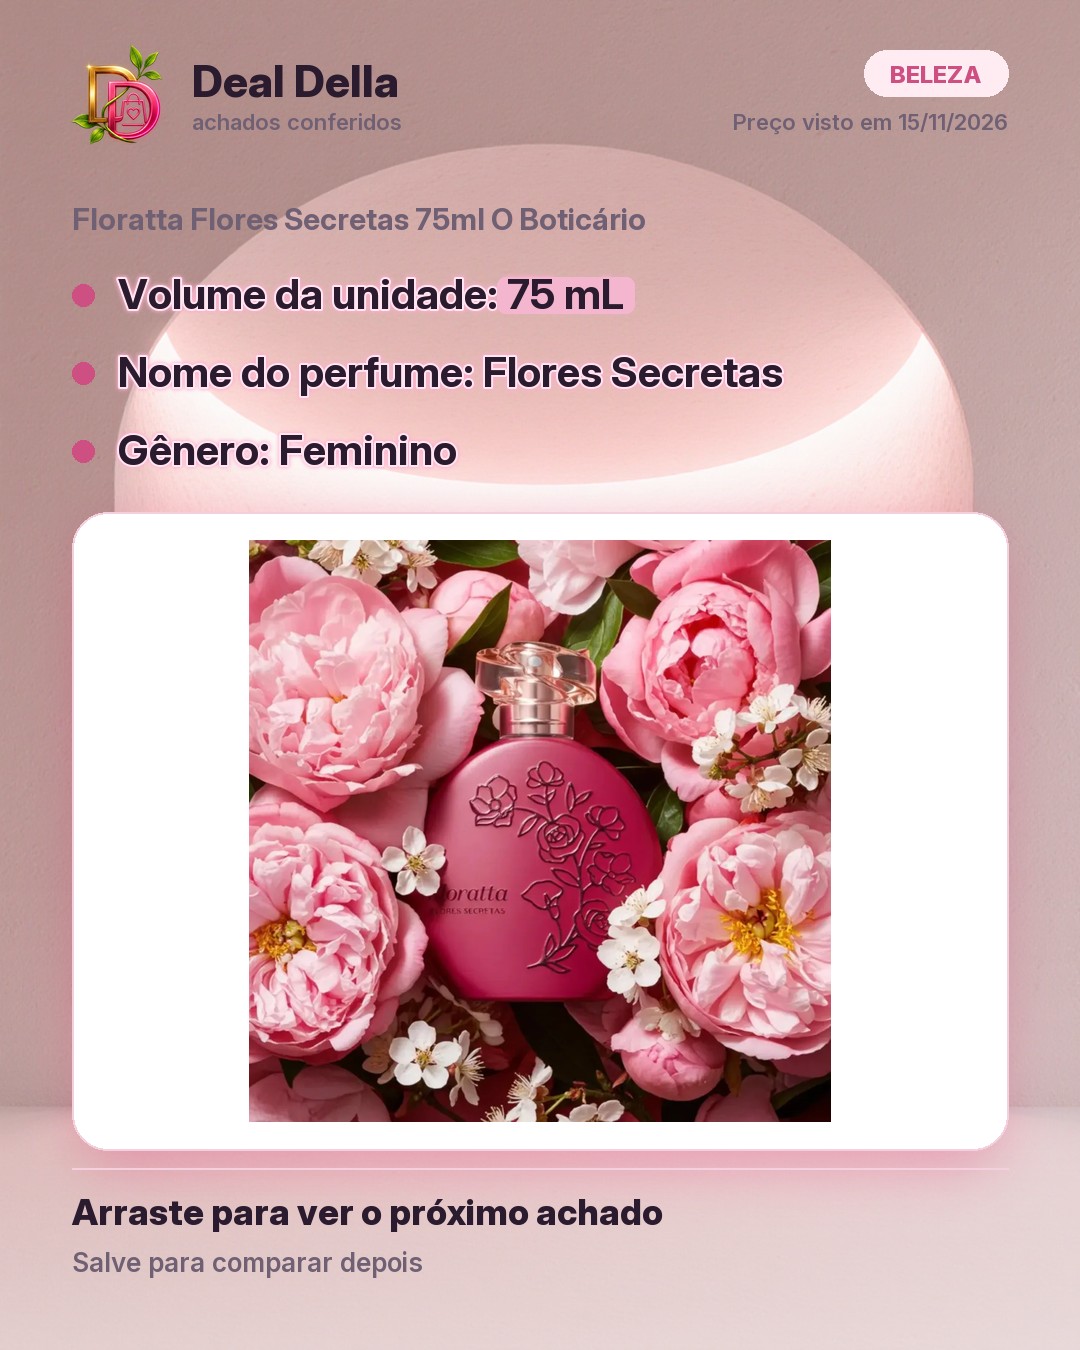 Deal Della
achados conferidos
BELEZA
Preço visto em 15/11/2026
Floratta Flores Secretas 75ml O Boticário
Volume da unidade: 75 mL
Nome do perfume: Flores Secretas
Gênero: Feminino
Arraste para ver o próximo achado
Salve para comparar depois